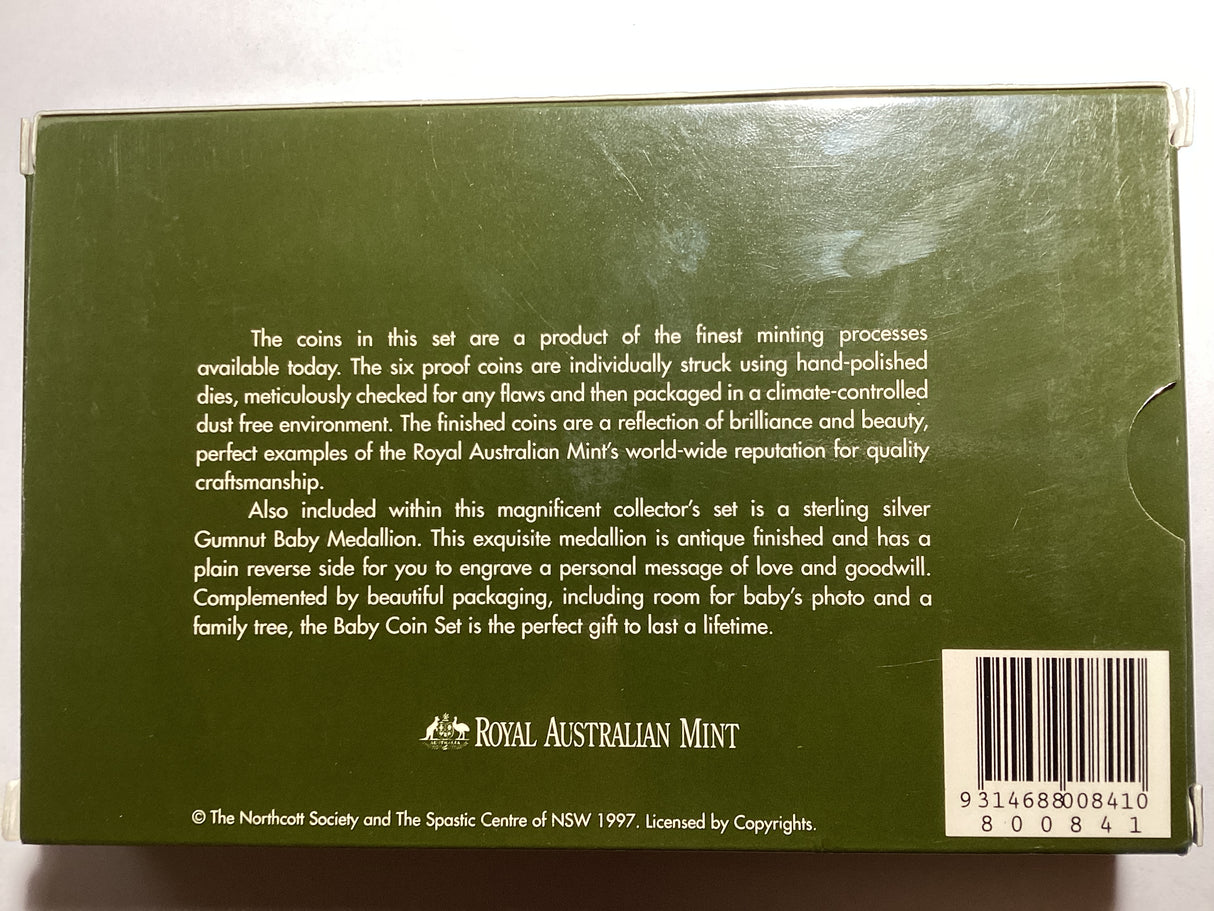 The coins in this set are a product of the finest minting processes
available today. The six proof coins are individually struck using hand-polished
dies, meticulously checked for any flaws and then packaged in a climate-controlled
dust free environment. The finished coins are a reflection of brilliance and beauty,
perfect examples of the Royal Australian Mint's world-wide reputation for quality
craftsmanship.
Also included within this magnificent collector's set is a sterling silver
Gumnut Baby Medallion. This exquisite medallion is antique finished and has a
plain reverse side for you to engrave a personal message of love and goodwill.
Complemented by beautiful packaging, including room for baby's photo and a
family tree, the Baby Coin Set is the perfect gift to last a lifetime.
ROYAL AUSTRALIAN MINT
© The Northcott Society and The Spastic Centre of NSW 1997. Licensed by Copyrights.
9 314688 008410
800841